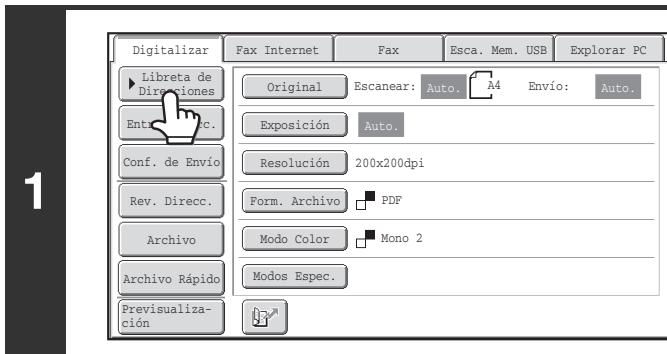 1
Digitalizar
Fax Internet
Fax
Esca. Mem. USB
Explorar PC
Libreta de
Direcciones
Original
Escanear:
Auto.
A4
Envío:
Auto.
Exposición
Auto.
Conf. de Envío
Resolución
200x200dpi
Rev. Direcc.
Form. Archivo
PDF
Archivo
Modo Color
Mono 2
Archivo Rápido
Modos Espec.
Previsualiza-
ción